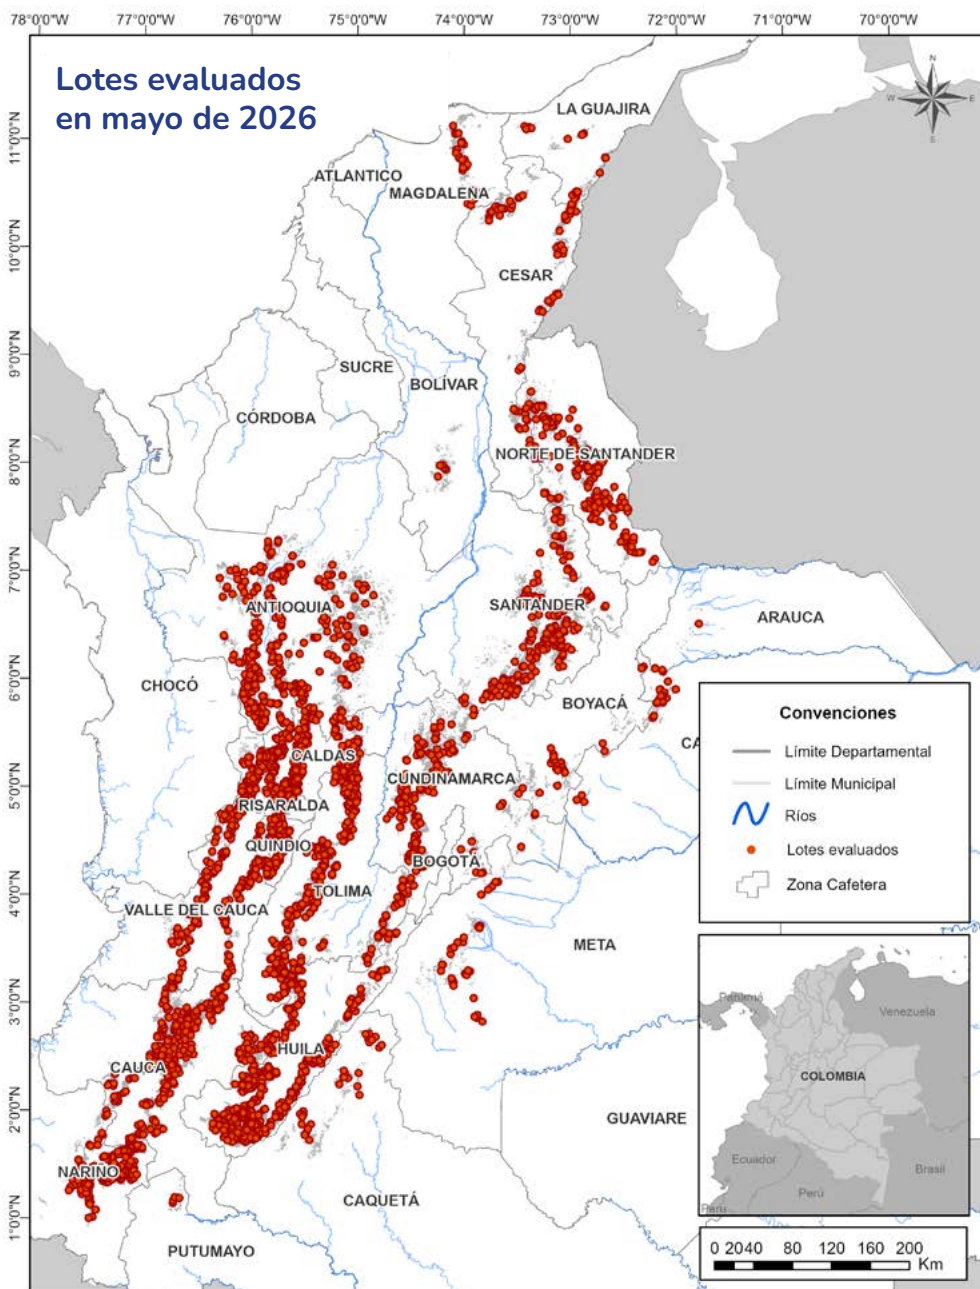 78°0'0"W 77°0'0"W 76°0'0"W 75°0'0"W 74°0'0"W 73°0'0"W 72°0'0"W 71°0'0"W 70°0'0"W
Lotes evaluados
en mayo de 2026
N
W E
S
LA GUAJIRA
11°0'0"N
ATLANTICO
MAGDALENA
10°0'0"N
CESAR
9°0'0"N
SUCRE
BOLÍVAR
CÓRDOBA
8°0'0"N
NORTE DE SANTANDER
7°0'0"N
ANTIOQUIA
SANTANDER
ARAUCA
6°0'0"N
CHOCÓ
BOYACÁ
CA
CALDAS
5°0'0"N
CUNDINAMARCA
RISARALDA
QUINDIO
BOGOTÁ
4°0'0"N
TOLIMA
VALLE DEL CAUCA
META
3°0'0"N
HUILA
CAUCA
2°0'0"N
GUAVIARE
NARIÑO
1°0'0"N
CAQUETÁ
PUTUMAYO
Convenciones
Límite Departamental
Límite Municipal
Ríos
Lotes evaluados
Zona Cafetera
Panamá
Venezuela
COLOMBIA
Ecuador
Brasil
Perú
Perú
0 20 40 80 120 160 200
Km